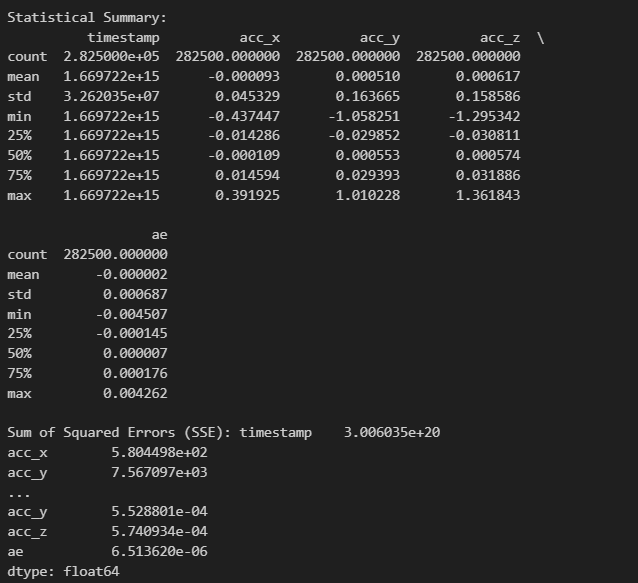 Statistical Summary:
timestamp acc_x acc_y acc_z \
count 2.825000e+05 282500.000000 282500.000000 282500.000000
mean 1.669722e+15 -0.000093 0.000510 0.000617
std 3.262035e+07 0.045329 0.163665 0.158586
min 1.669722e+15 -0.437447 -1.058251 -1.295342
25% 1.669722e+15 -0.014286 -0.029852 -0.030811
50% 1.669722e+15 -0.000109 0.000553 0.000574
75% 1.669722e+15 0.014594 0.029393 0.031886
max 1.669722e+15 0.391925 1.010228 1.361843
ae
count 282500.000000
mean -0.000002
std 0.000687
min -0.004507
25% -0.000145
50% 0.000007
75% 0.000176
max 0.004262
Sum of Squared Errors (SSE): timestamp 3.006035e+20
acc_x 5.804498e+02
acc_y 7.567097e+03
...
acc_y 5.528801e-04
acc_z 5.740934e-04
ae 6.513620e-06
dtype: float64